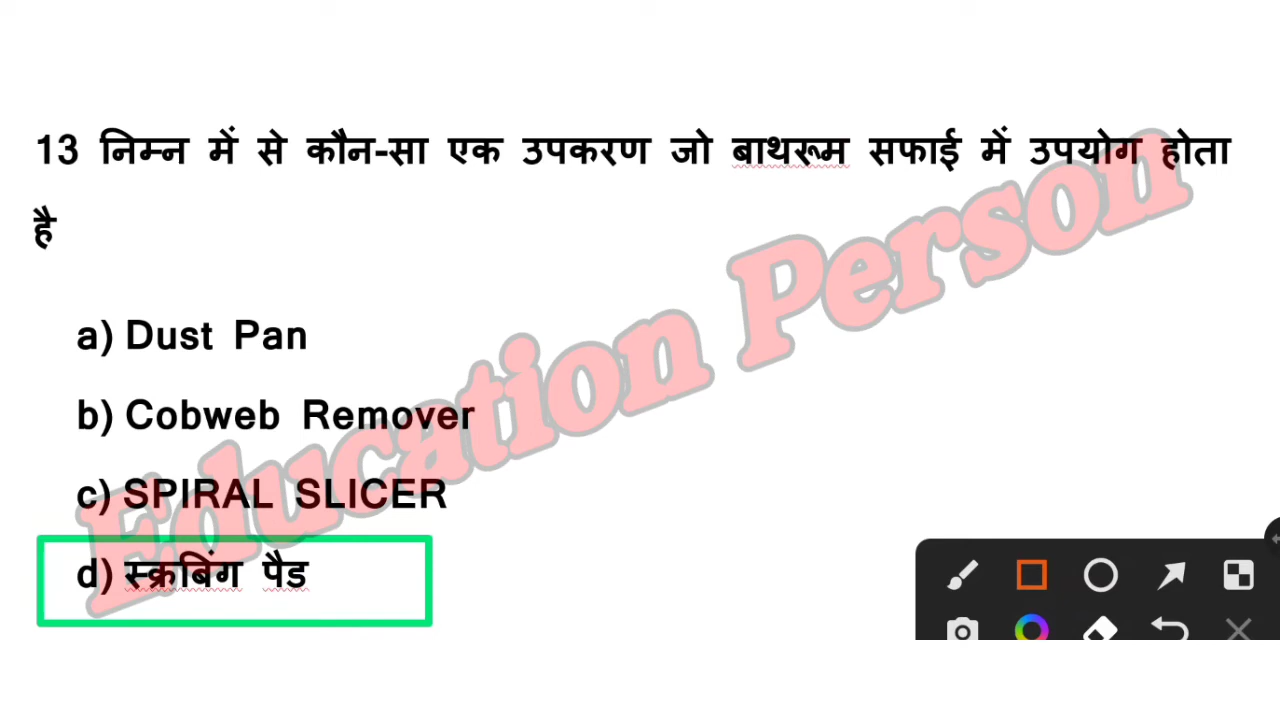 13 निम्न में से कौन-सा एक उपकरण जो बाथरूम सफाई में उपयोग होता
है
a) Dust Pan
b) Cobweb Remover
c) SPIRAL SLICER
d) स्क्रबिंग पैड
Education Person